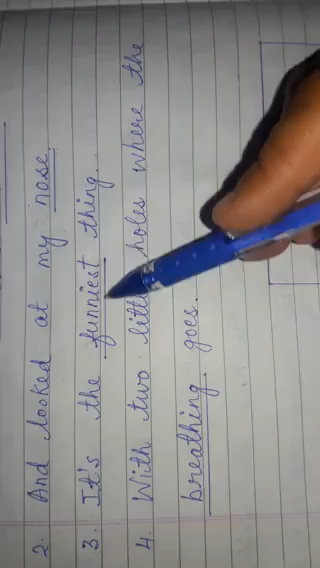 2. And looked at my nose.
3. It's the funniest thing.
4. With two little holes where the
breathing goes.